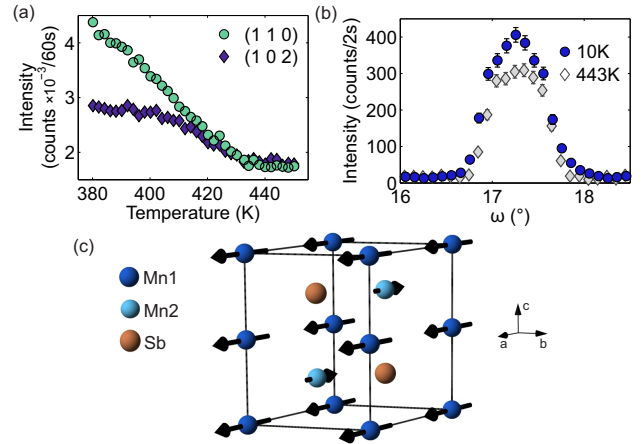 (a)
Intensity
(counts ×10⁻³/60s)
4
3
2
380
400
420
440
Temperature (K)
(1 1 0)
(1 0 2)
(b)
Intensity (counts/2s)
400
300
200
100
0
16
17
18
ω (°)
10K
443K
(c)
Mn1
Mn2
Sb
c
a
b